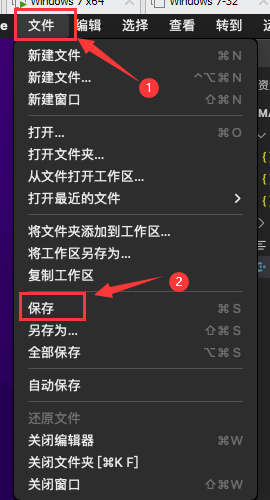 Windows 7 x64 Windows 7-32
e 文件 编辑 选择 查看 转到 运
新建文件 ⌘N
新建文件... ^⌥⌘N
新建窗口 ⇧⌘N
1
打开... ⌘O
打开文件夹...
从文件打开工作区...
打开最近的文件 >
将文件夹添加到工作区...
将工作区另存为...
复制工作区
2
保存 ⌘S
另存为... ⇧⌘S
全部保存 ⌥⌘S
自动保存
还原文件
关闭编辑器 ⌘W
关闭文件夹 [⌘K F]
关闭窗口 ⇧⌘W
资
MA